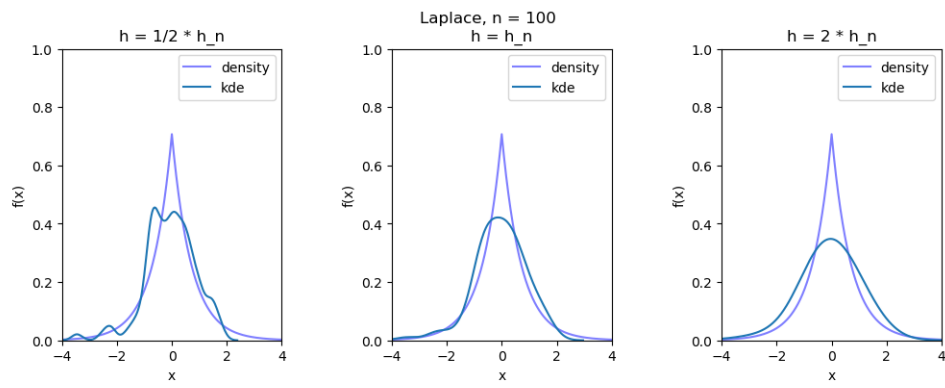 Laplace, n = 100
h = 1/2 * h_n
h = h_n
h = 2 * h_n
f(x)
1.0
0.8
0.6
0.4
0.2
0.0
density
kde
−4
−2
0
2
4
x
f(x)
1.0
0.8
0.6
0.4
0.2
0.0
density
kde
−4
−2
0
2
4
x
f(x)
1.0
0.8
0.6
0.4
0.2
0.0
density
kde
−4
−2
0
2
4
x